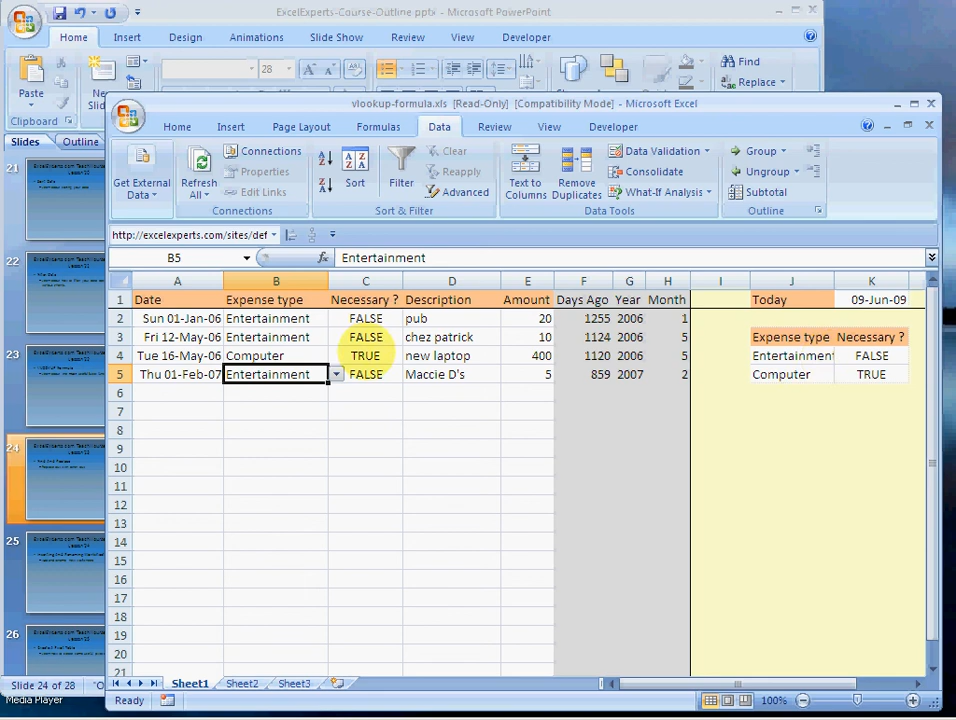 ExcelExperts-Course-Outline.pptx - Microsoft PowerPoint
Home Insert Design Animations Slide Show Review View Developer
Paste
28
Find
Replace
Clipboard
Slides Outline
vlookup-formula.xls [Read-Only] [Compatibility Mode] - Microsoft Excel
Home Insert Page Layout Formulas Data Review View Developer
Get External Data
Refresh All
Connections
Properties
Edit Links
Connections
Sort
Filter
Clear
Reapply
Advanced
Sort & Filter
Text to Columns
Remove Duplicates
Data Validation
Consolidate
What-If Analysis
Data Tools
Group
Ungroup
Subtotal
Outline
http://excelexperts.com/sites/def
B5 fx Entertainment
A B C D E F G H I J K
1 Date Expense type Necessary ? Description Amount Days Ago Year Month Today 09-Jun-09
2 Sun 01-Jan-06 Entertainment FALSE pub 20 1255 2006 1
3 Fri 12-May-06 Entertainment FALSE chez patrick 10 1124 2006 5 Expense type Necessary ?
4 Tue 16-May-06 Computer TRUE new laptop 400 1120 2006 5 Entertainment FALSE
5 Thu 01-Feb-07 Entertainment FALSE Maccie D's 5 859 2007 2 Computer TRUE
6
7
8
9
10
11
12
13
14
15
16
17
18
19
20
21
21
22
23
24
25
26
Sheet1 Sheet2 Sheet3
Slide 24 of 28
Media Player
Ready 100%